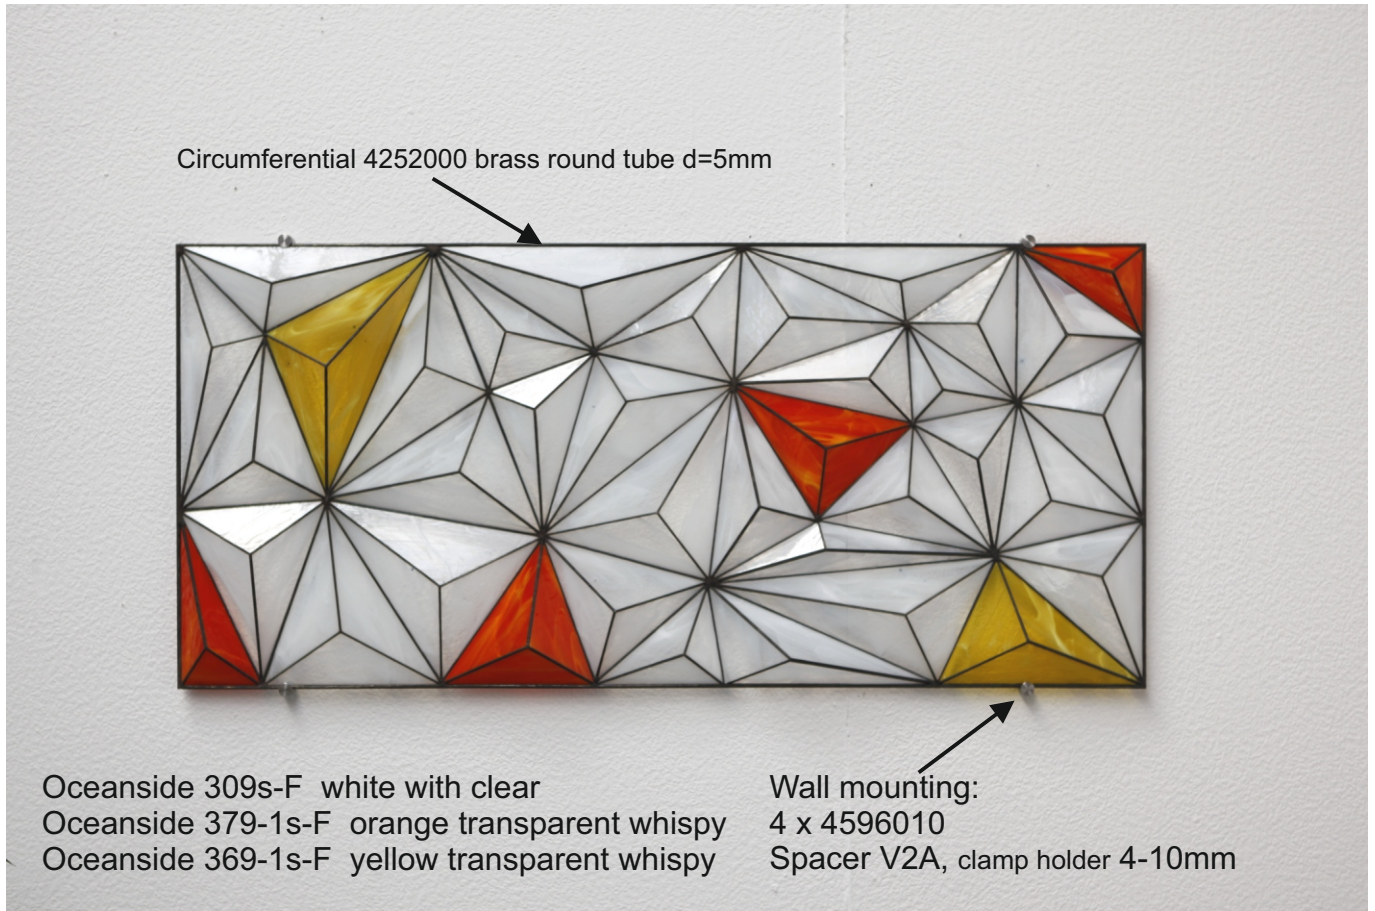 Circumferential 4252000 brass round tube d=5mm
Oceanside 309s-F white with clear
Oceanside 379-1s-F orange transparent whispy
Oceanside 369-1s-F yellow transparent whispy
Wall mounting:
4 x 4596010
Spacer V2A, clamp holder 4-10mm